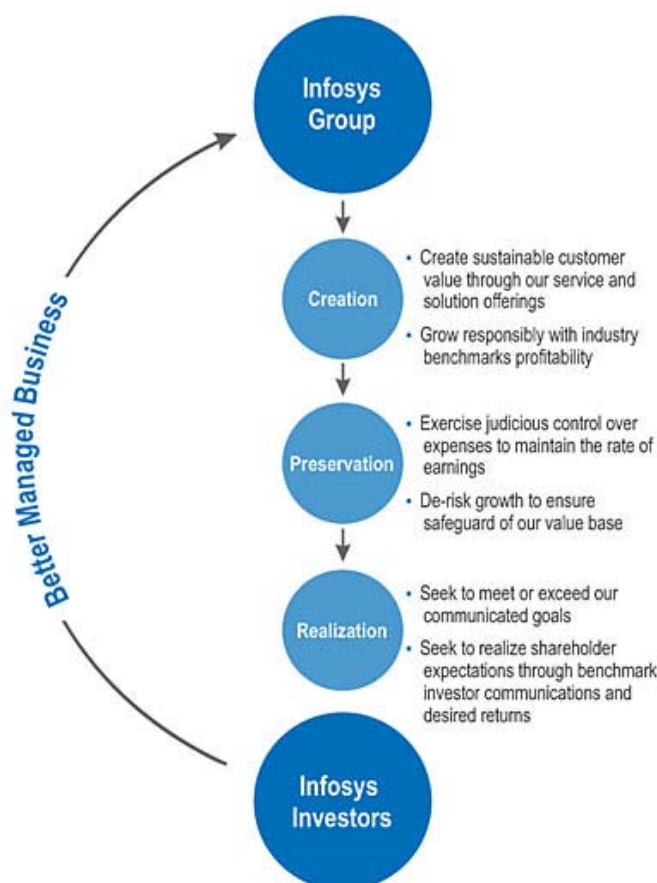 Infosys
Group
Better Managed Business
Creation
• Create sustainable customer
value through our service and
solution offerings
• Grow responsibly with industry
benchmarks profitability
Preservation
• Exercise judicious control over
expenses to maintain the rate of
earnings
• De-risk growth to ensure
safeguard of our value base
Realization
• Seek to meet or exceed our
communicated goals
• Seek to realize shareholder
expectations through benchmark
investor communications and
desired returns
Infosys
Investors